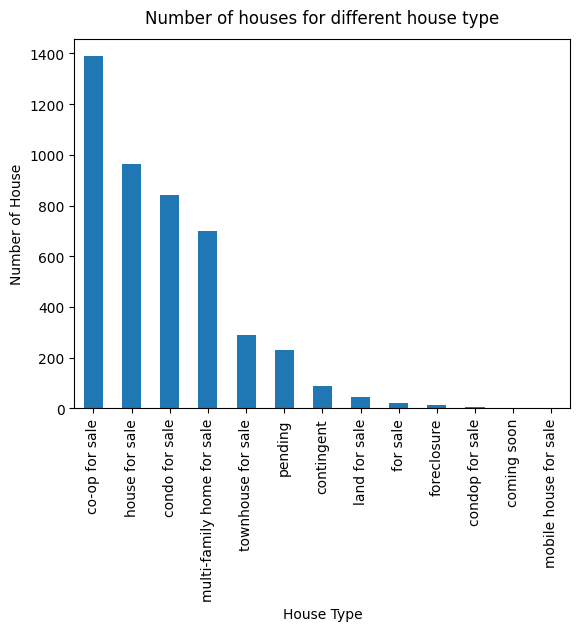 Number of houses for different house type
Number of House
1400
1200
1000
800
600
400
200
0
co-op for sale
house for sale
condo for sale
multi-family home for sale
townhouse for sale
pending
contingent
land for sale
for sale
foreclosure
condop for sale
coming soon
mobile house for sale
House Type